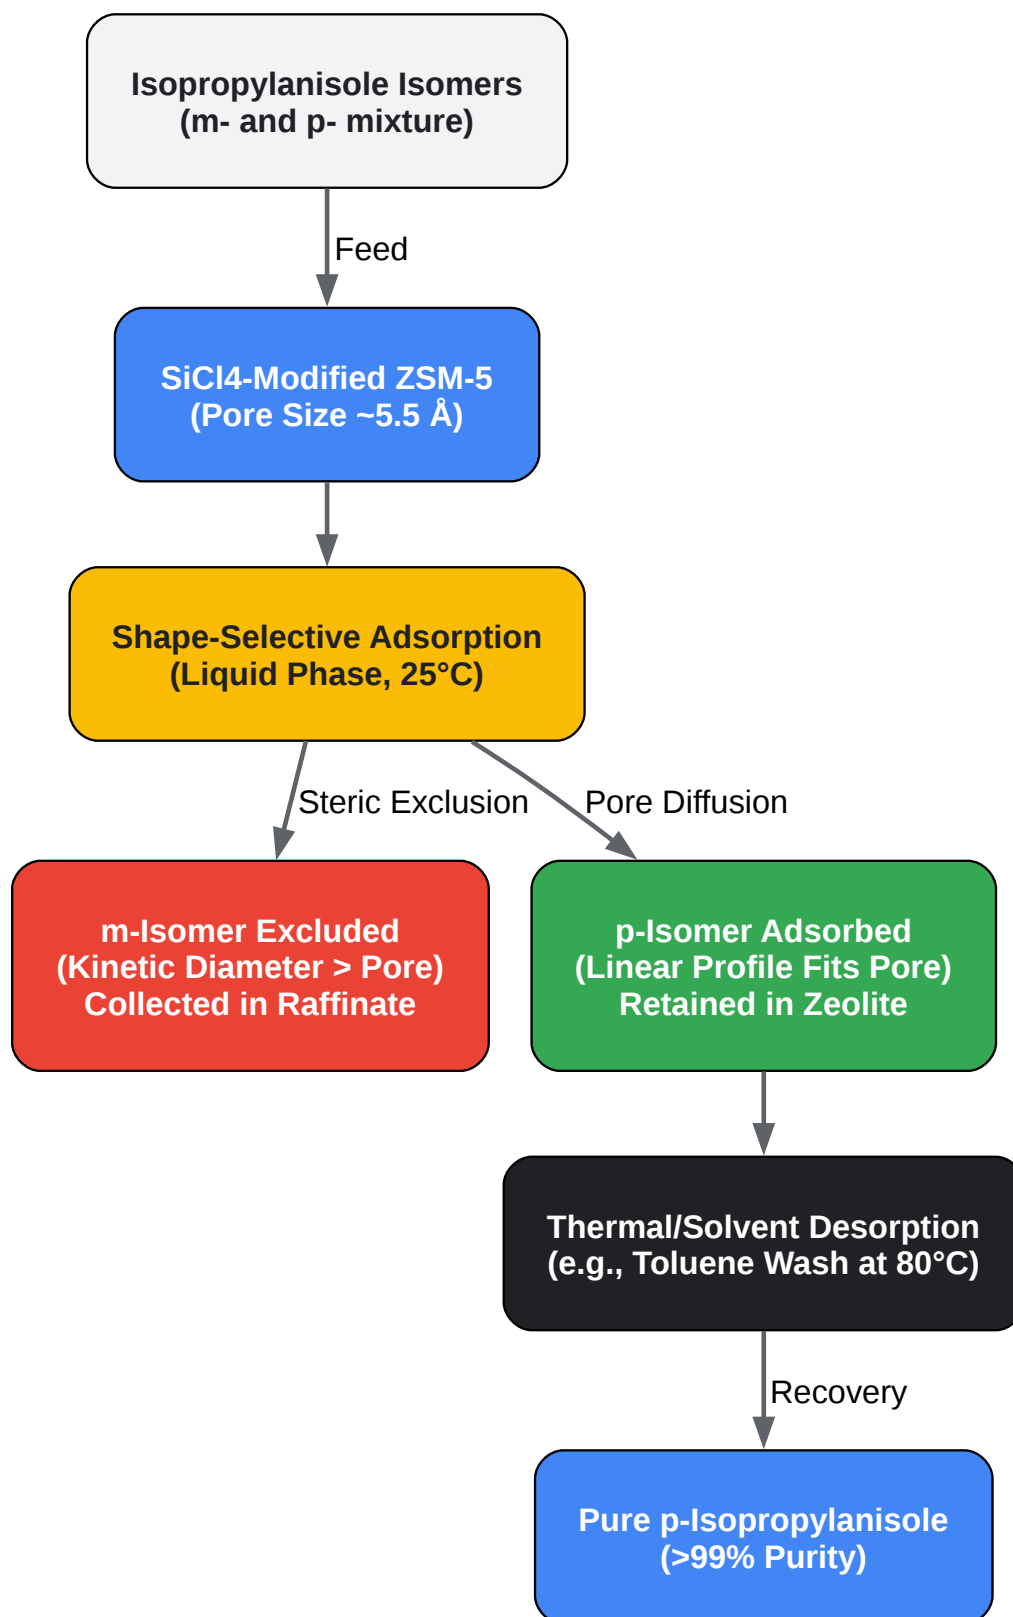 Isopropylanisole Isomers
(m- and p- mixture)
Feed
SiCl4-Modified ZSM-5
(Pore Size ~5.5 Å)
Shape-Selective Adsorption
(Liquid Phase, 25°C)
Steric Exclusion
Pore Diffusion
m-Isomer Excluded
(Kinetic Diameter > Pore)
Collected in Raffinate
p-Isomer Adsorbed
(Linear Profile Fits Pore)
Retained in Zeolite
Thermal/Solvent Desorption
(e.g., Toluene Wash at 80°C)
Recovery
Pure p-Isopropylanisole
(>99% Purity)